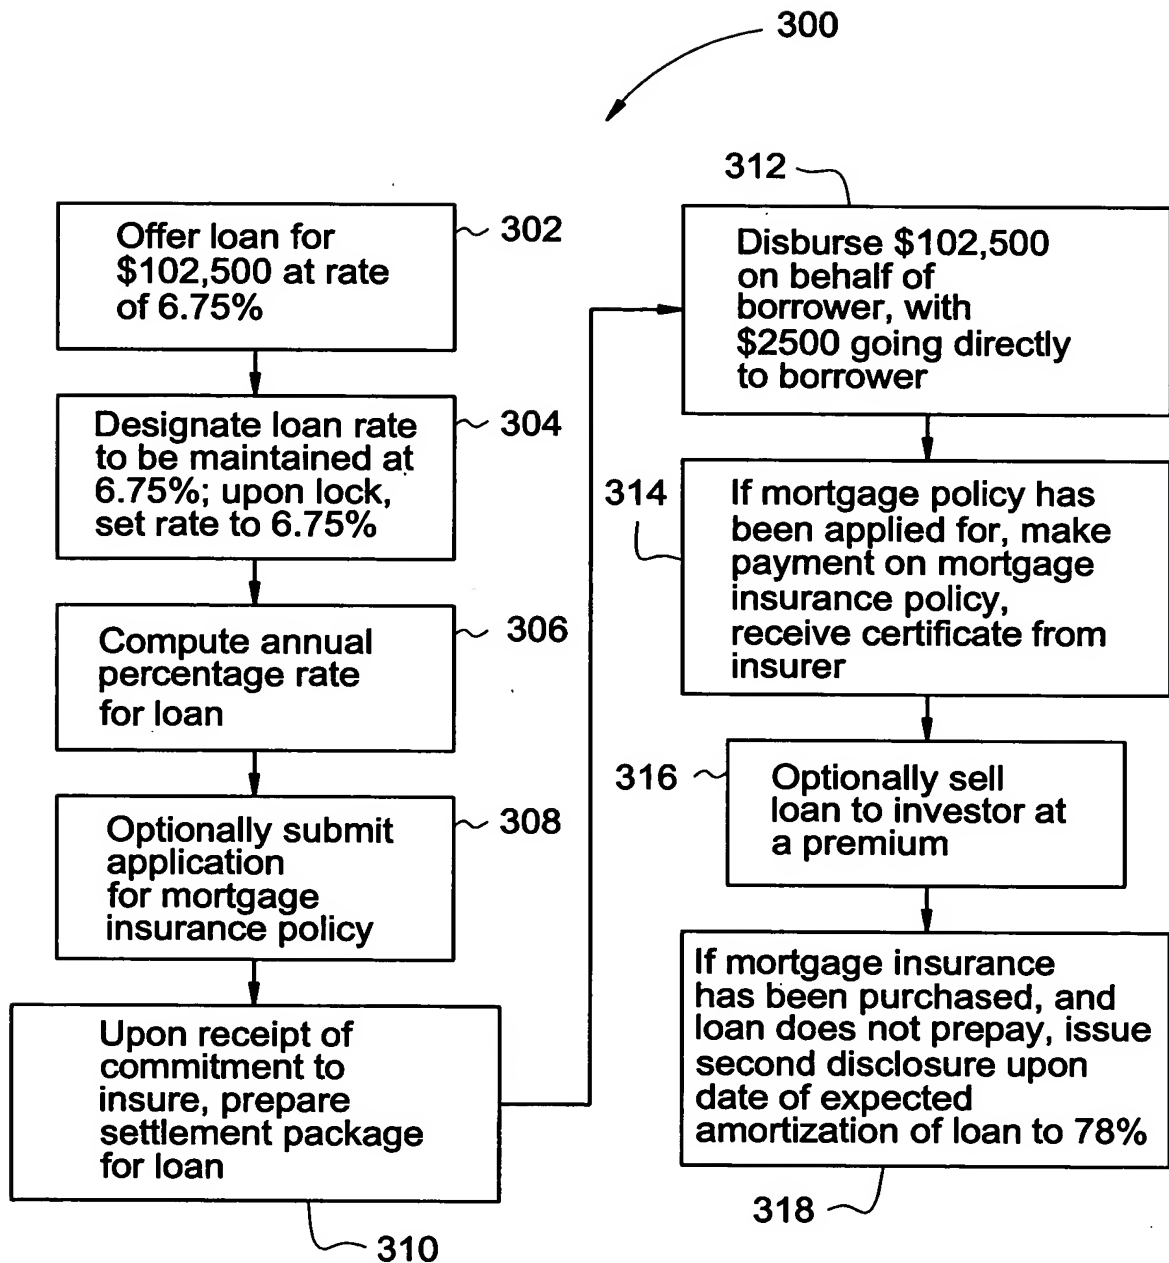 300
Offer loan for
$102,500 at rate
of 6.75%
302
Designate loan rate
to be maintained at
6.75%; upon lock,
set rate to 6.75%
304
Compute annual
percentage rate
for loan
306
Optionally submit
application
for mortgage
insurance policy
308
Upon receipt of
commitment to
insure, prepare
settlement package
for loan
310
312
Disburse $102,500
on behalf of
borrower, with
$2500 going directly
to borrower
314
If mortgage policy has
been applied for, make
payment on mortgage
insurance policy,
receive certificate from
insurer
316
Optionally sell
loan to investor at
a premium
If mortgage insurance
has been purchased, and
loan does not prepay, issue
second disclosure upon
date of expected
amortization of loan to 78%
318